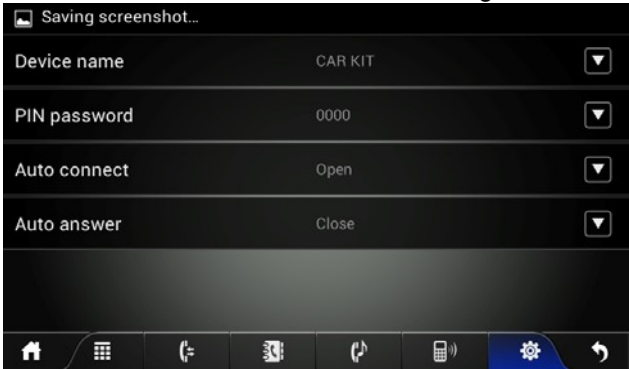 Saving screenshot...
Device name CAR KIT
PIN password 0000
Auto connect Open
Auto answer Close